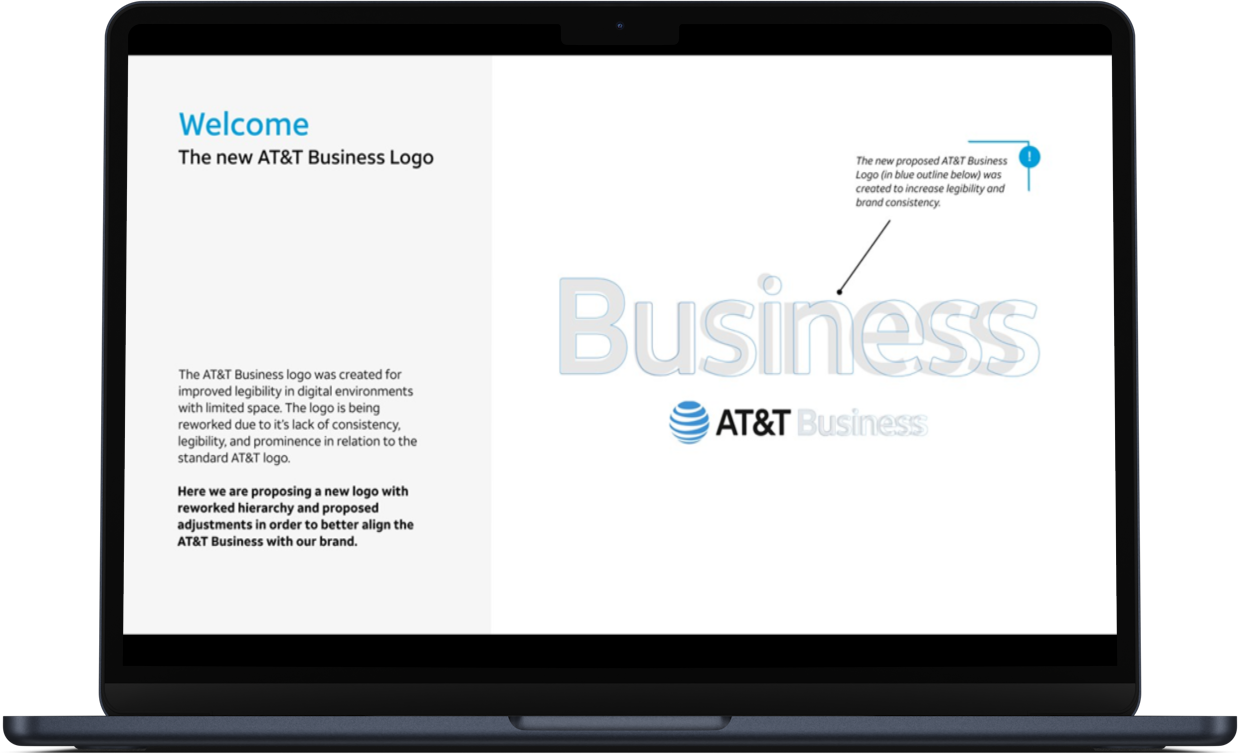 Welcome
The new AT&T Business Logo
The AT&T Business logo was created for
improved legibility in digital environments
with limited space. The logo is being
reworked due to it's lack of consistency,
legibility, and prominence in relation to the
standard AT&T logo.
Here we are proposing a new logo with
reworked hierarchy and proposed
adjustments in order to better align the
AT&T Business with our brand.
The new proposed AT&T Business
Logo (in blue outline below) was
created to increase legibility and
brand consistency.
!
Business
AT&T Business